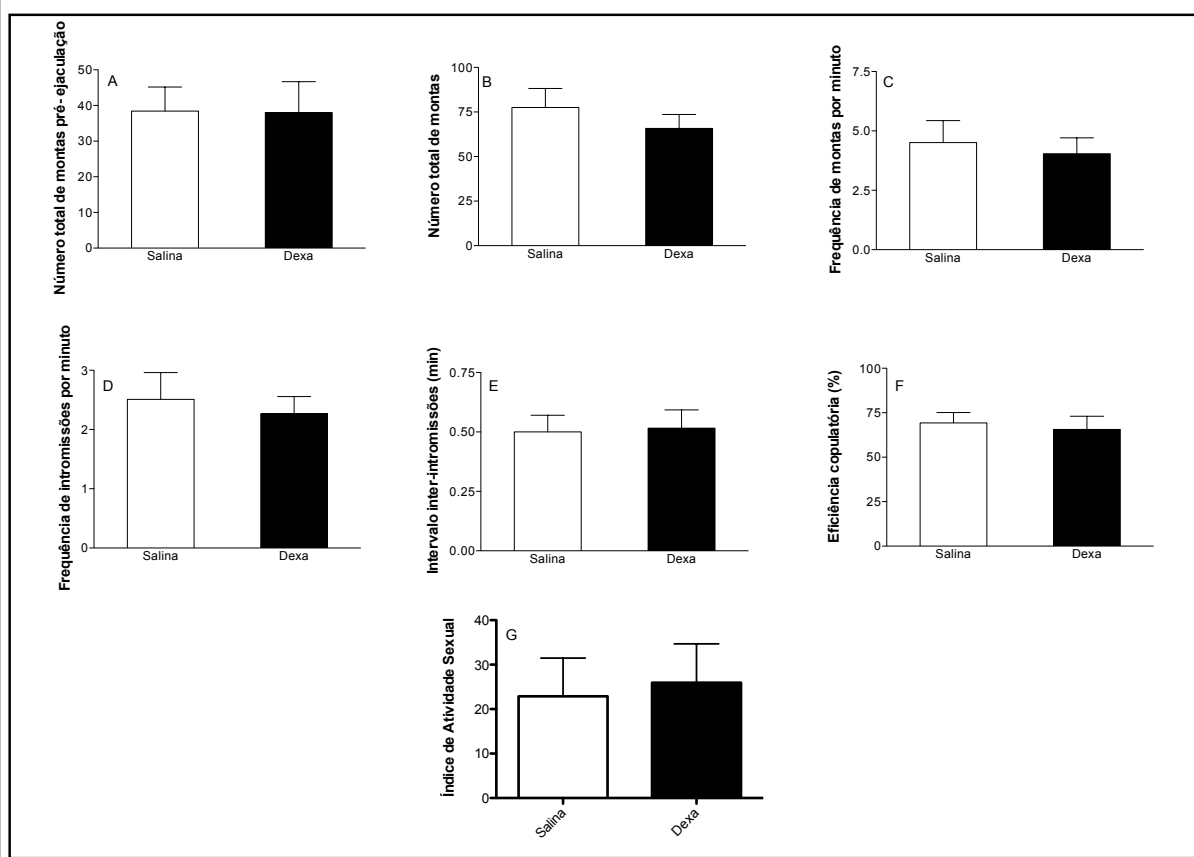 Número total de montas pré- ejaculação
A
50
40
30
20
10
0
Salina
Dexa
Número total de montas
B
100
75
50
25
0
Salina
Dexa
Frequência de montas por minuto
C
7.5
5.0
2.5
0.0
Salina
Dexa
Frequência de intromissões por minuto
D
3
2
1
0
Salina
Dexa
Intervalo inter-intromissões (min)
E
0.75
0.50
0.25
0.00
Salina
Dexa
Eficiência copulatória (%)
F
100
75
50
25
0
Salina
Dexa
Índice de Atividade Sexual
G
40
30
20
10
0
Salina
Dexa